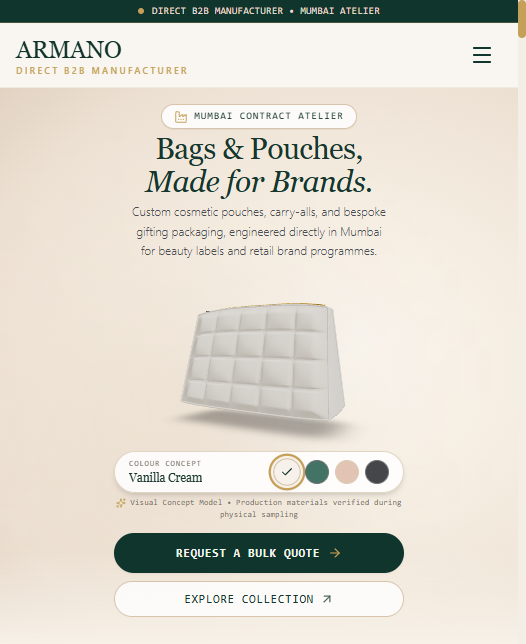 DIRECT B2B MANUFACTURER • MUMBAI ATELIER
ARMANO
DIRECT B2B MANUFACTURER
MUMBAI CONTRACT ATELIER
Bags & Pouches,
Made for Brands.
Custom cosmetic pouches, carry-alls, and bespoke
gifting packaging, engineered directly in Mumbai
for beauty labels and retail brand programmes.
COLOUR CONCEPT
Vanilla Cream
Visual Concept Model • Production materials verified during
physical sampling
REQUEST A BULK QUOTE →
EXPLORE COLLECTION ↗